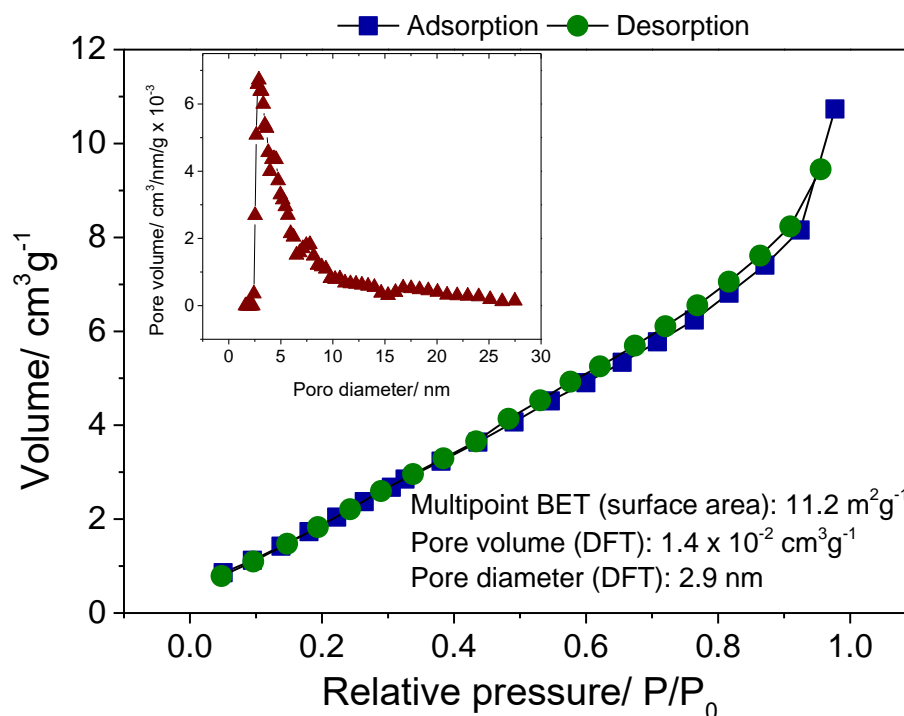 Adsorption Desorption
12
10
8
6
4
2
0
Volume/ cm³g⁻¹
6
4
2
0
Pore volume/ cm³/nm/g x 10⁻³
0 5 10 15 20 25 30
Poro diameter/ nm
Multipoint BET (surface area): 11.2 m²g⁻¹
Pore volume (DFT): 1.4 x 10⁻² cm³g⁻¹
Pore diameter (DFT): 2.9 nm
0.0 0.2 0.4 0.6 0.8 1.0
Relative pressure/ P/P₀